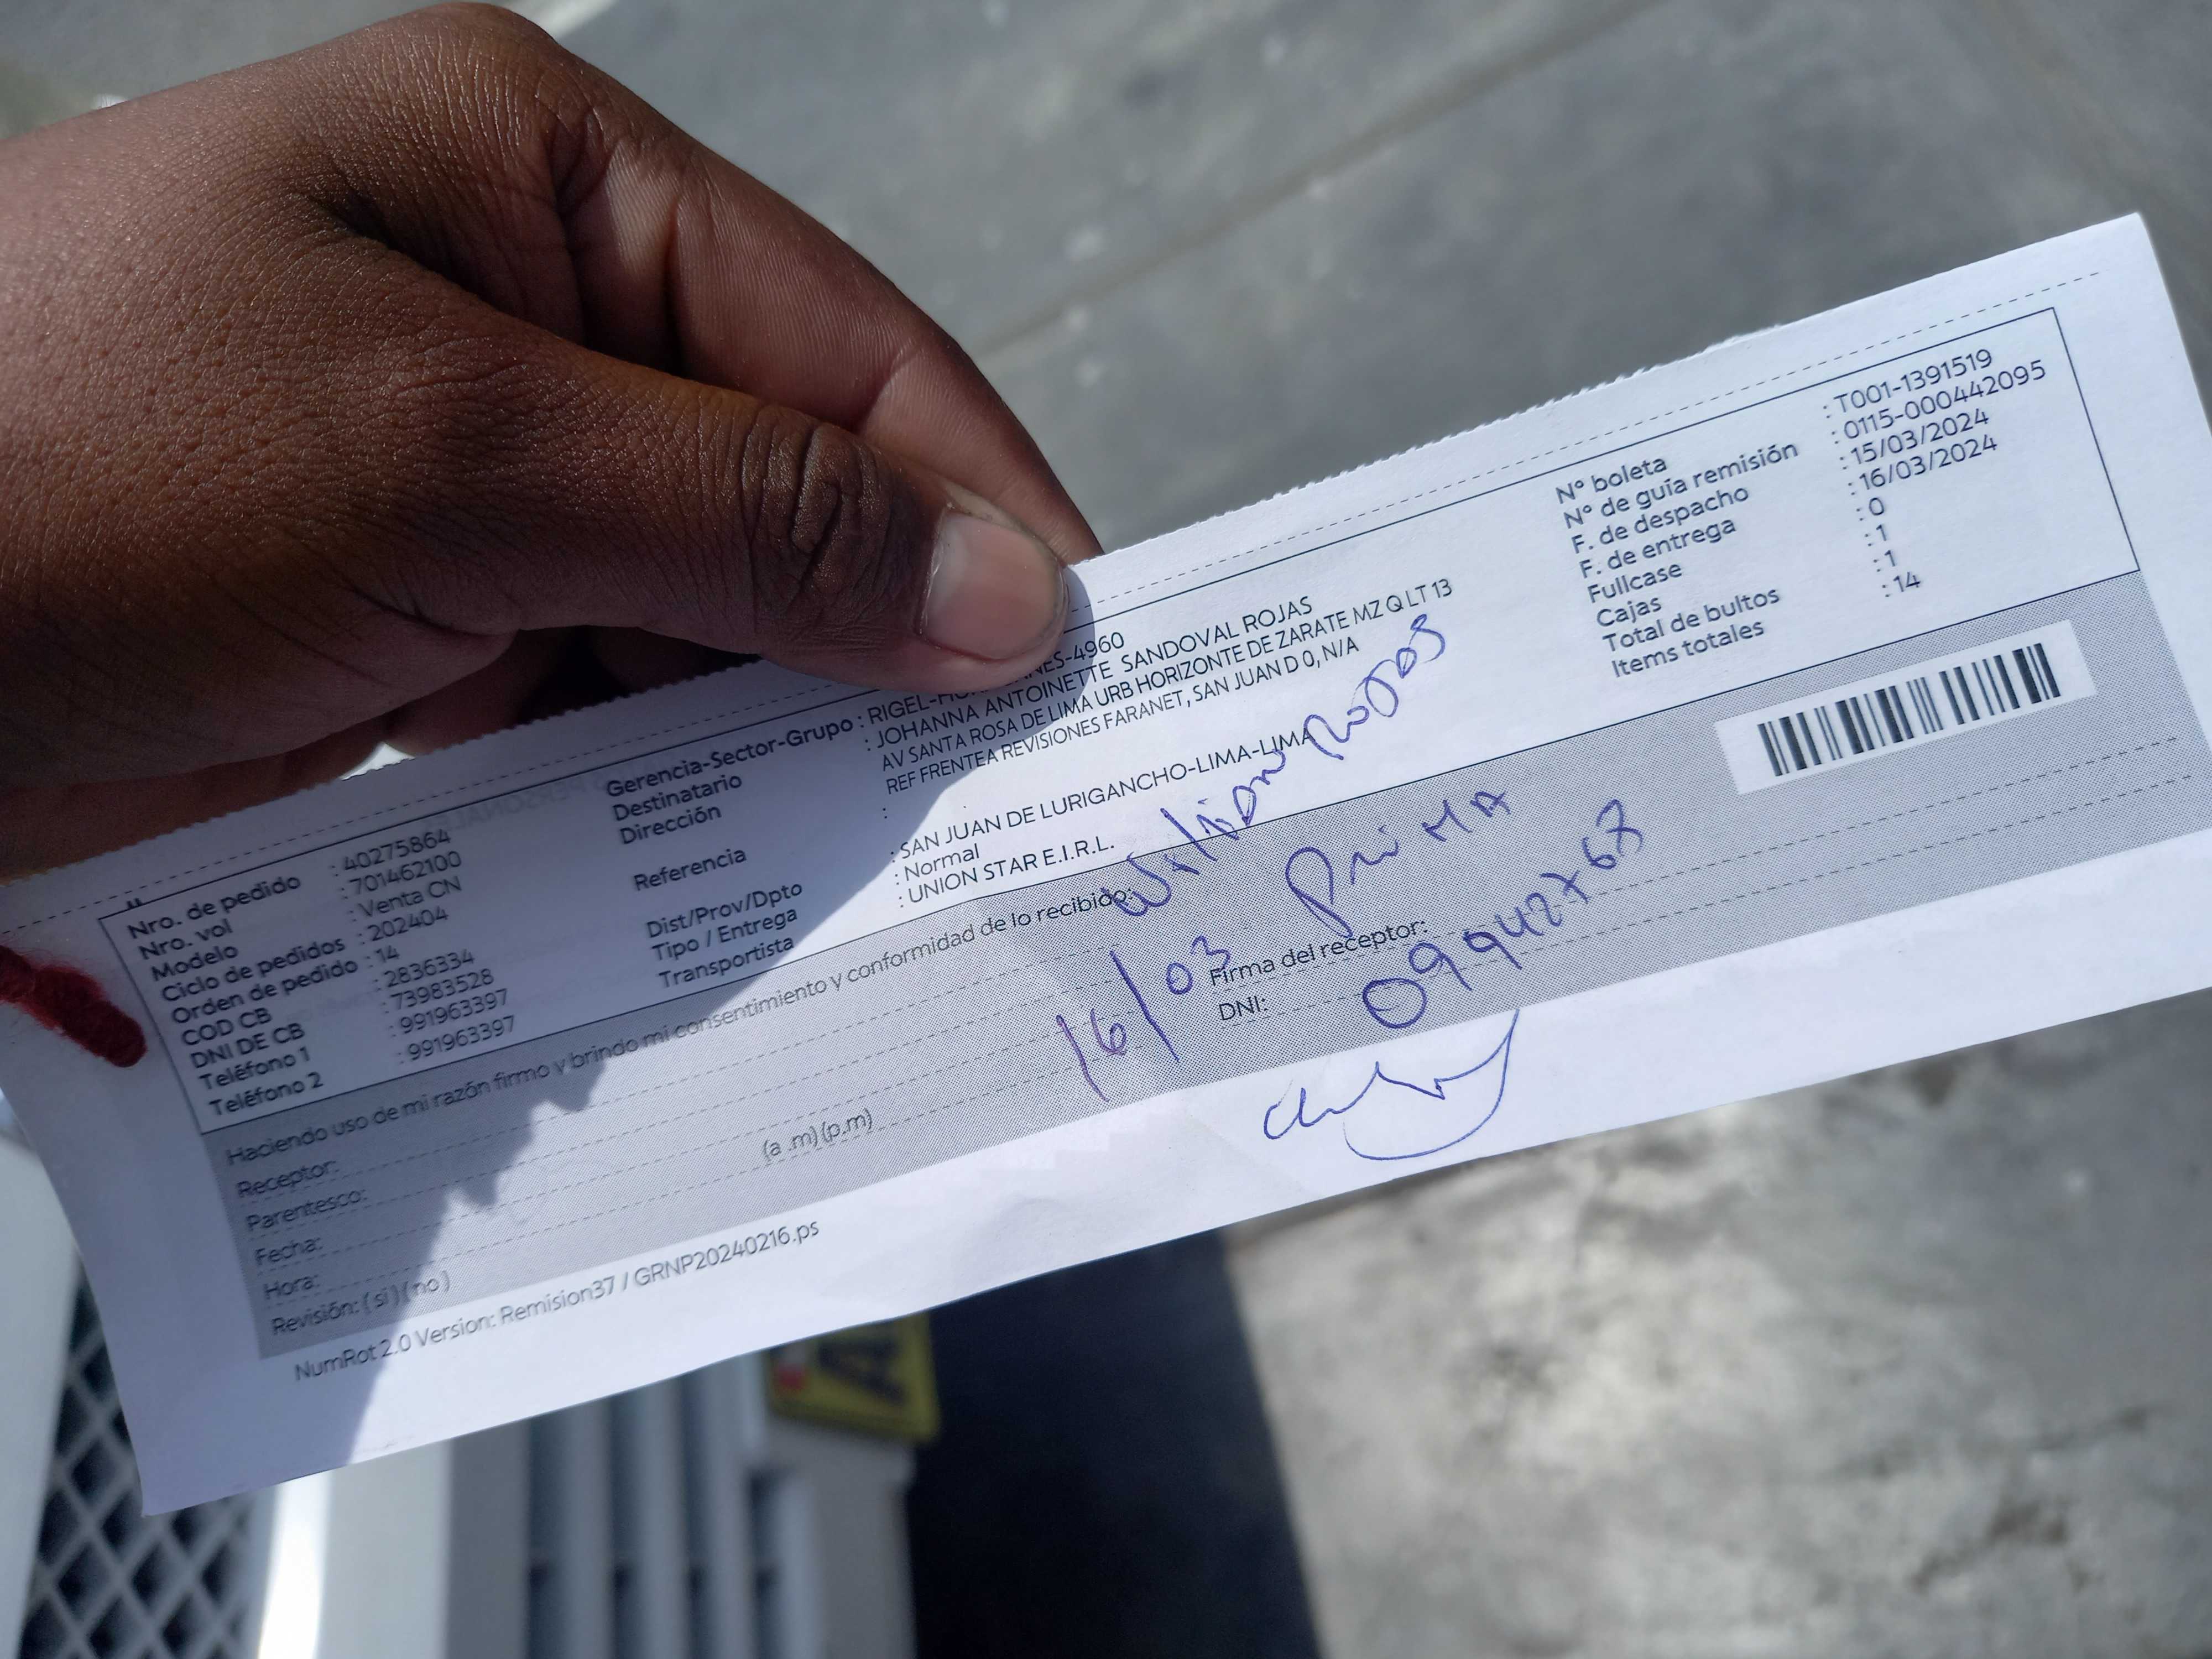 Nro. de pedido : 40275864
Nro. vol : 701462100
Modelo : Venta CN
Ciclo de pedidos : 202404
Orden de pedido : 14
COD CB : 2836334
DNI DE CB : 73983528
Teléfono 1 : 991963397
Teléfono 2 : 991963397
Gerencia-Sector-Grupo : RIGEL- NES-4960
Destinatario : JOHANNA ANTOINETTE SANDOVAL ROJAS
Dirección : AV SANTA ROSA DE LIMA URB HORIZONTE DE ZARATE MZ Q LT 13
REF FRENTEA REVISIONES FARANET, SAN JUAN D 0, N/A
Referencia :
Dist/Prov/Dpto : SAN JUAN DE LURIGANCHO-LIMA-LIMA
Tipo / Entrega : Normal
Transportista : UNION STAR E.I.R.L.
N° boleta : T001-1391519
N° de guía remisión : 0115-000442095
F. de despacho : 15/03/2024
F. de entrega : 16/03/2024
Fullcase : 0
Cajas : 1
Total de bultos : 1
Items totales : 14
Haciendo uso de mi razón firmo y brindo mi consentimiento y conformidad de lo recibido:
Receptor:
Parentesco:
Fecha:
Hora: (a .m) (p.m)
Revisión: ( si ) ( no )
16/03 PriMA
Firma del receptor:
DNI: 09942767
NumRot 2.0 Version: Remision37 / GRNP20240216.ps